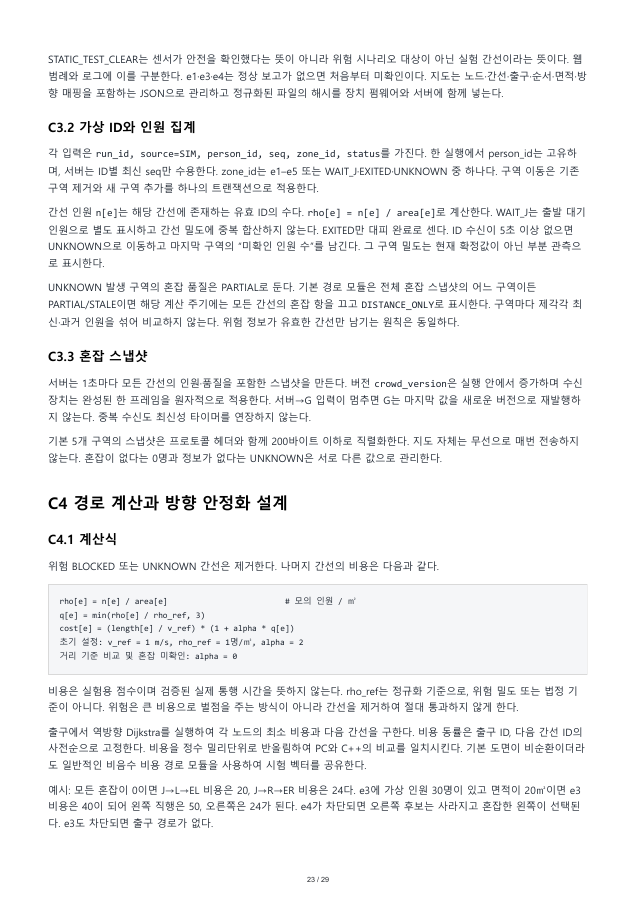 STATIC_TEST_CLEAR는 센서가 안전을 확인했다는 뜻이 아니라 위험 시나리오 대상이 아닌 실험 간선이라는 뜻이다. 웹
범례와 로그에 이를 구분한다. e1·e3·e4는 정상 보고가 없으면 처음부터 미확인이다. 지도는 노드·간선·출구·순서·면적·방
향 매핑을 포함하는 JSON으로 관리하고 정규화된 파일의 해시를 장치 펌웨어와 서버에 함께 넣는다.
C3.2 가상 ID와 인원 집계
각 입력은 run_id, source=SIM, person_id, seq, zone_id, status를 가진다. 한 실행에서 person_id는 고유하
며, 서버는 ID별 최신 seq만 수용한다. zone_id는 e1–e5 또는 WAIT_J·EXITED·UNKNOWN 중 하나다. 구역 이동은 기존
구역 제거와 새 구역 추가를 하나의 트랜잭션으로 적용한다.
간선 인원 n[e]는 해당 간선에 존재하는 유효 ID의 수다. rho[e] = n[e] / area[e]로 계산한다. WAIT_J는 출발 대기
인원으로 별도 표시하고 간선 밀도에 중복 합산하지 않는다. EXITED만 대피 완료로 센다. ID 수신이 5초 이상 없으면
UNKNOWN으로 이동하고 마지막 구역의 “미확인 인원 수”를 남긴다. 그 구역 밀도는 현재 확정값이 아닌 부분 관측으
로 표시한다.
UNKNOWN 발생 구역의 혼잡 품질은 PARTIAL로 둔다. 기본 경로 모듈은 전체 혼잡 스냅샷의 어느 구역이든
PARTIAL/STALE이면 해당 계산 주기에는 모든 간선의 혼잡 항을 끄고 DISTANCE_ONLY로 표시한다. 구역마다 제각각 최
신·과거 인원을 섞어 비교하지 않는다. 위험 정보가 유효한 간선만 남기는 원칙은 동일하다.
C3.3 혼잡 스냅샷
서버는 1초마다 모든 간선의 인원·품질을 포함한 스냅샷을 만든다. 버전 crowd_version은 실행 안에서 증가하며 수신
장치는 완성된 한 프레임을 원자적으로 적용한다. 서버→G 입력이 멈추면 G는 마지막 값을 새로운 버전으로 재발행하
지 않는다. 중복 수신도 최신성 타이머를 연장하지 않는다.
기본 5개 구역의 스냅샷은 프로토콜 헤더와 함께 200바이트 이하로 직렬화한다. 지도 자체는 무선으로 매번 전송하지
않는다. 혼잡이 없다는 0명과 정보가 없다는 UNKNOWN은 서로 다른 값으로 관리한다.
C4 경로 계산과 방향 안정화 설계
C4.1 계산식
위험 BLOCKED 또는 UNKNOWN 간선은 제거한다. 나머지 간선의 비용은 다음과 같다.
rho[e] = n[e] / area[e] # 모의 인원 / ㎡
q[e] = min(rho[e] / rho_ref, 3)
cost[e] = (length[e] / v_ref) * (1 + alpha * q[e])
초기 설정: v_ref = 1 m/s, rho_ref = 1명/㎡, alpha = 2
거리 기준 비교 및 혼잡 미확인: alpha = 0
비용은 실험용 점수이며 검증된 실제 통행 시간을 뜻하지 않는다. rho_ref는 정규화 기준으로, 위험 밀도 또는 법정 기
준이 아니다. 위험은 큰 비용으로 벌점을 주는 방식이 아니라 간선을 제거하여 절대 통과하지 않게 한다.
출구에서 역방향 Dijkstra를 실행하여 각 노드의 최소 비용과 다음 간선을 구한다. 비용 동률은 출구 ID, 다음 간선 ID의
사전순으로 고정한다. 비용을 정수 밀리단위로 반올림하여 PC와 C++의 비교를 일치시킨다. 기본 도면이 비순환이더라
도 일반적인 비음수 비용 경로 모듈을 사용하여 시험 벡터를 공유한다.
예시: 모든 혼잡이 0이면 J→L→EL 비용은 20, J→R→ER 비용은 24다. e3에 가상 인원 30명이 있고 면적이 20㎡이면 e3
비용은 40이 되어 왼쪽 직행은 50, 오른쪽은 24가 된다. e4가 차단되면 오른쪽 후보는 사라지고 혼잡한 왼쪽이 선택된
다. e3도 차단되면 출구 경로가 없다.
23 / 29